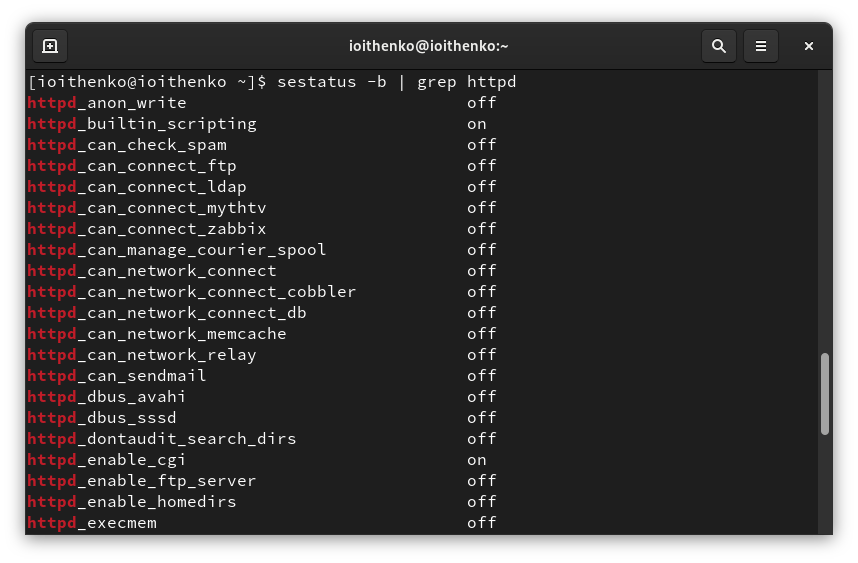 ioithenko@ioithenko:~
[ioithenko@ioithenko ~]$ sestatus -b | grep httpd
httpd_anon_write off
httpd_builtin_scripting on
httpd_can_check_spam off
httpd_can_connect_ftp off
httpd_can_connect_ldap off
httpd_can_connect_mythtv off
httpd_can_connect_zabbix off
httpd_can_manage_courier_spool off
httpd_can_network_connect off
httpd_can_network_connect_cobbler off
httpd_can_network_connect_db off
httpd_can_network_memcache off
httpd_can_network_relay off
httpd_can_sendmail off
httpd_dbus_avahi off
httpd_dbus_sssd off
httpd_dontaudit_search_dirs off
httpd_enable_cgi on
httpd_enable_ftp_server off
httpd_enable_homedirs off
httpd_execmem off